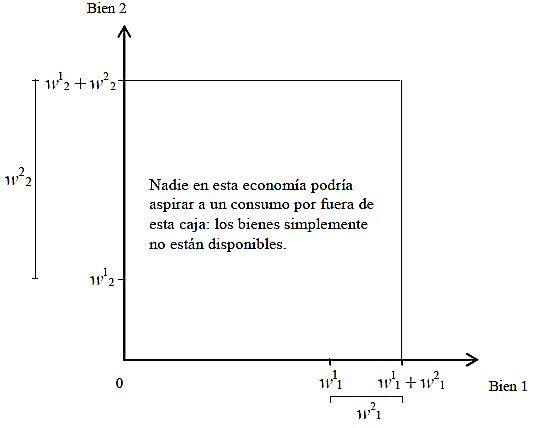 Bien 2
w¹₂ + w²₂
w²₂
Nadie en esta economía podría
aspirar a un consumo por fuera de
esta caja: los bienes simplemente
no están disponibles.
w¹₂
0
w¹₁
w¹₁ + w²₁
Bien 1
w²₁